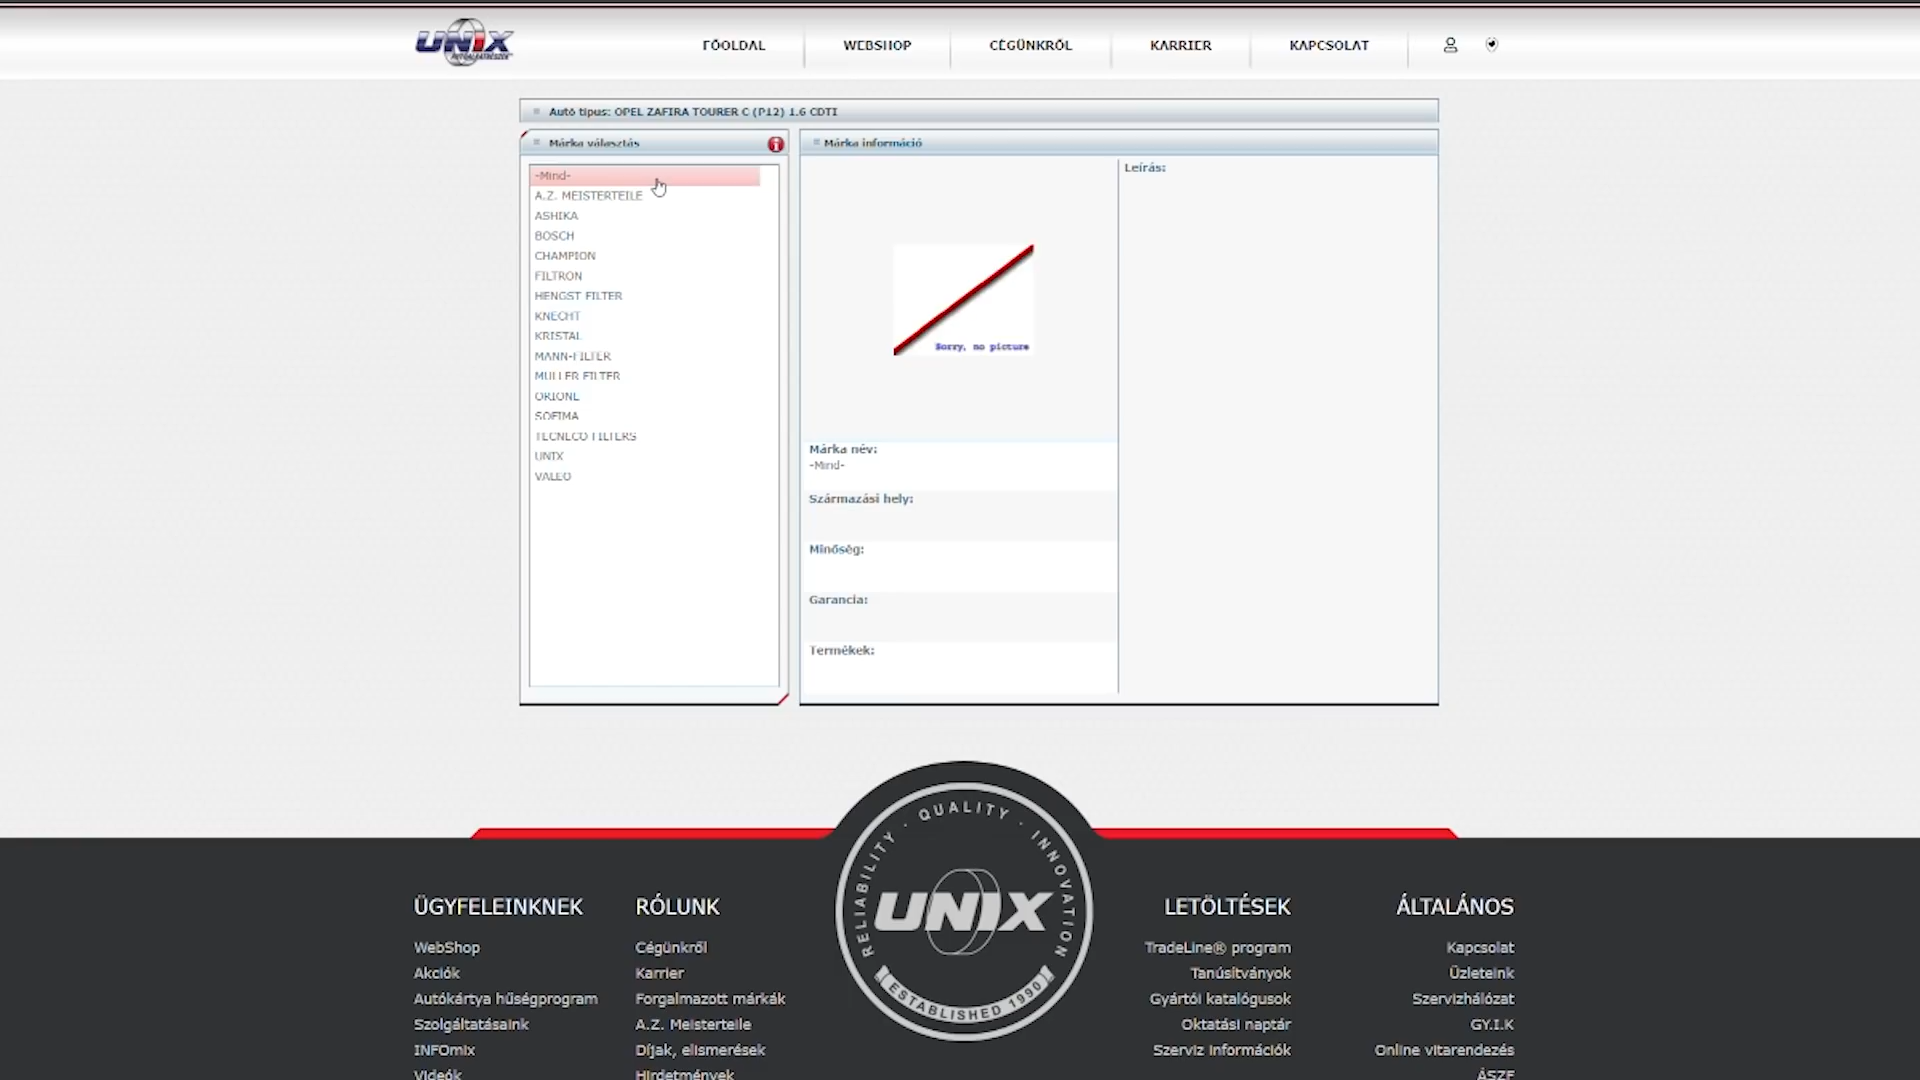 UNIX
AUTÓALKATRÉSZEK
FŐOLDAL
WEBSHOP
CÉGÜNKRŐL
KARRIER
KAPCSOLAT
Autó típus: OPEL ZAFIRA TOURER C (P12) 1.6 CDTI
Márka választás
-Mind-
A.Z. MEISTERTEILE
ASHIKA
BOSCH
CHAMPION
FILTRON
HENGST FILTER
KNECHT
KRISTAL
MANN-FILTER
MULLER FILTER
SOFIMA
TECNECO FILTERS
UNIX
VALEO
Márka információ
Sorry, no picture
Leírás:
Márka név:
-Mind-
Származási hely:
Minőség:
Garancia:
Termékek:
RELIABILITY · QUALITY · INNOVATION
UNIX
ESTABLISHED 1990
ÜGYFELEINKNEK
WebShop
Akciók
Autókártya hűségprogram
Szolgáltatásaink
INFOmix
Videók
RÓLUNK
Cégünkről
Karrier
Forgalmazott márkák
A.Z. Meisterteile
Díjak, elismerések
Hirdetmények
LETÖLTÉSEK
TradeLine® program
Tanúsítványok
Gyártói katalógusok
Oktatási naptár
Szerviz információk
ÁLTALÁNOS
Kapcsolat
Üzleteink
Szervizhálózat
GY.I.K
Online vitarendezés
ÁSZF